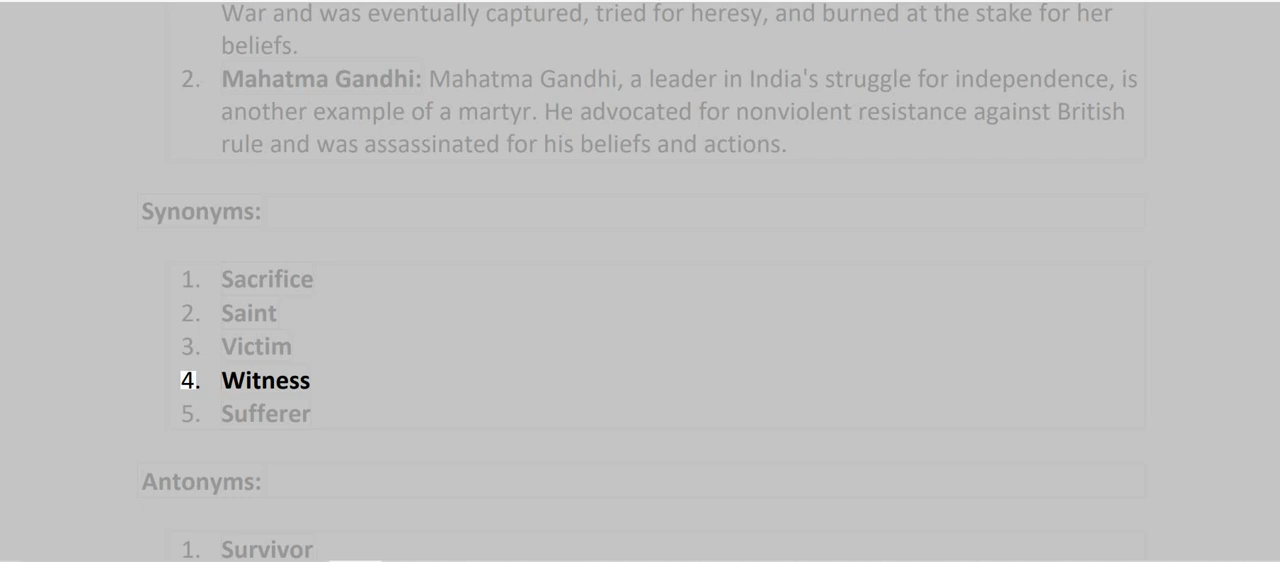 War and was eventually captured, tried for heresy, and burned at the stake for her
beliefs.
2. Mahatma Gandhi: Mahatma Gandhi, a leader in India's struggle for independence, is
another example of a martyr. He advocated for nonviolent resistance against British
rule and was assassinated for his beliefs and actions.
Synonyms:
1. Sacrifice
2. Saint
3. Victim
4. Witness
5. Sufferer
Antonyms:
1. Survivor